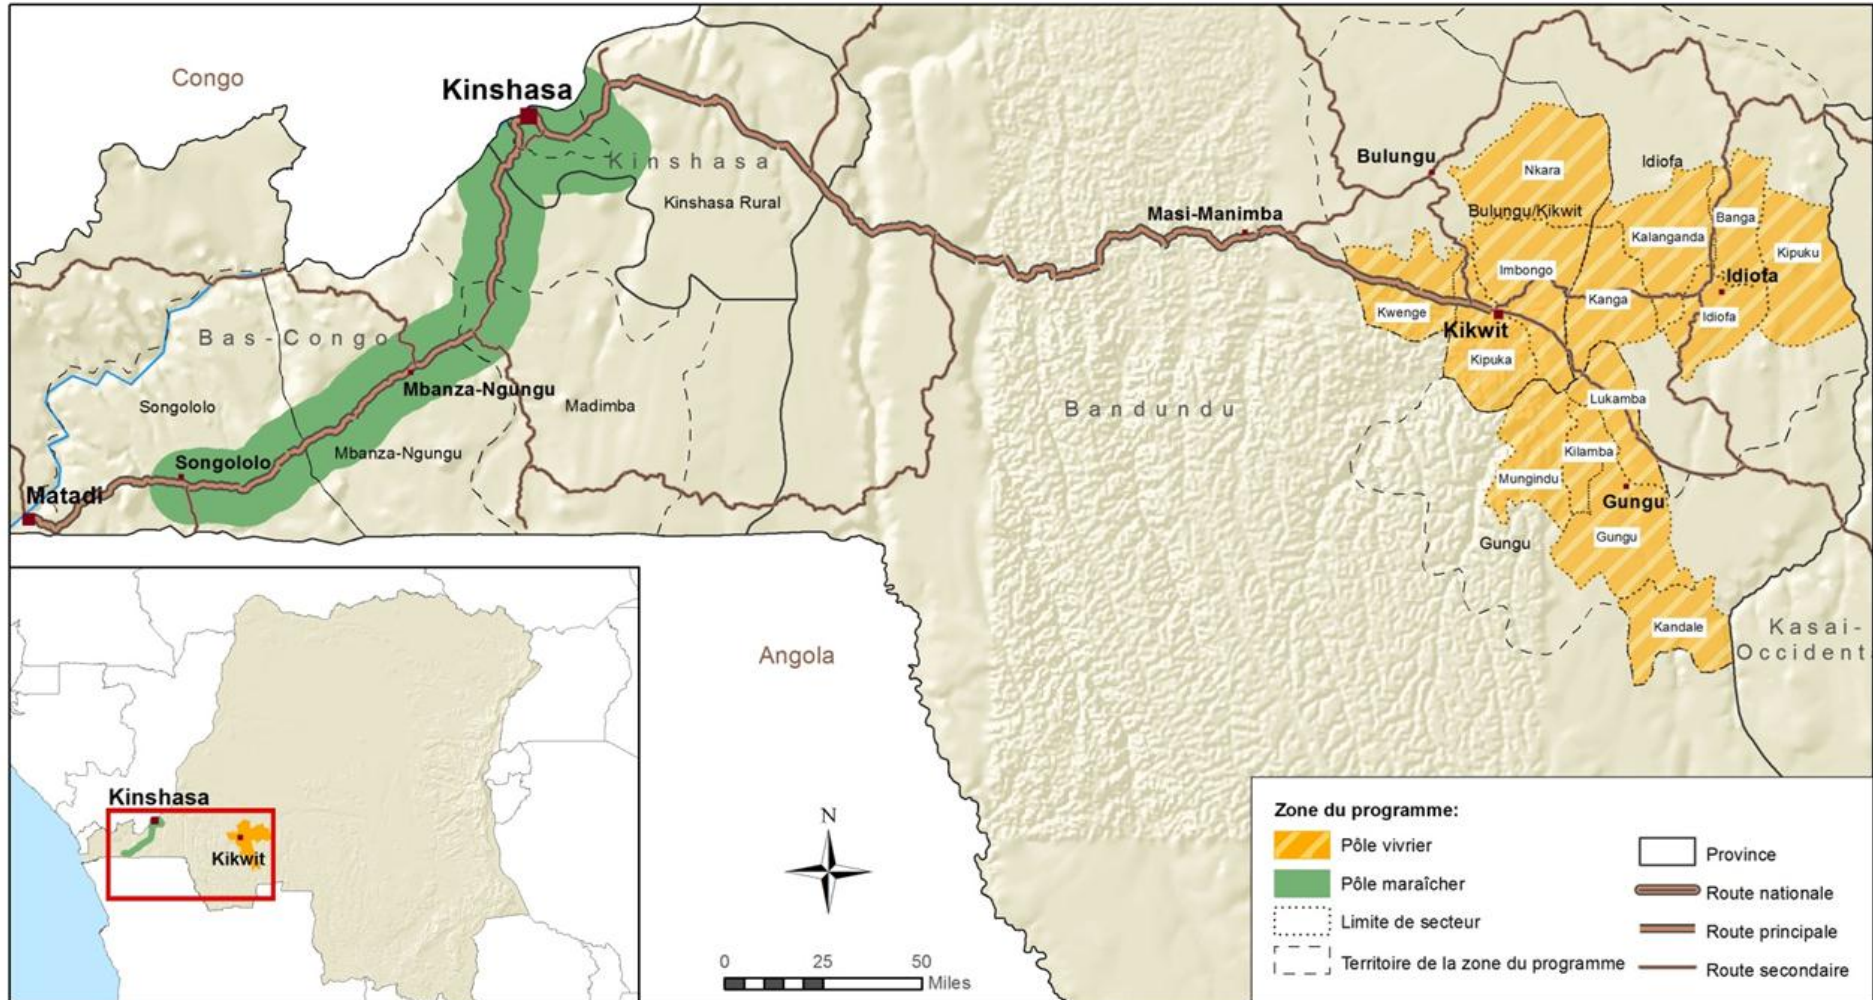 Congo
Kinshasa
Kinshasa
Kinshasa Rural
Bas-Congo
Songololo
Mbanza-Ngungu
Madimba
Songololo
Mbanza-Ngungu
Matadi
Masi-Manimba
Bandundu
Angola
Bulungu
Nkara
Idiofa
Bulungu/Kikwit
Banga
Kalanganda
Kipuku
Imbongo
Idiofa
Kanga
Kwenge
Idiofa
Kikwit
Kipuka
Lukamba
Kilamba
Mungindu
Gungu
Gungu
Gungu
Kandale
Kasai-
Occident
Kinshasa
Kikwit
N
0 25 50
Miles
Zone du programme:
Pôle vivrier
Pôle maraîcher
Limite de secteur
Territoire de la zone du programme
Province
Route nationale
Route principale
Route secondaire